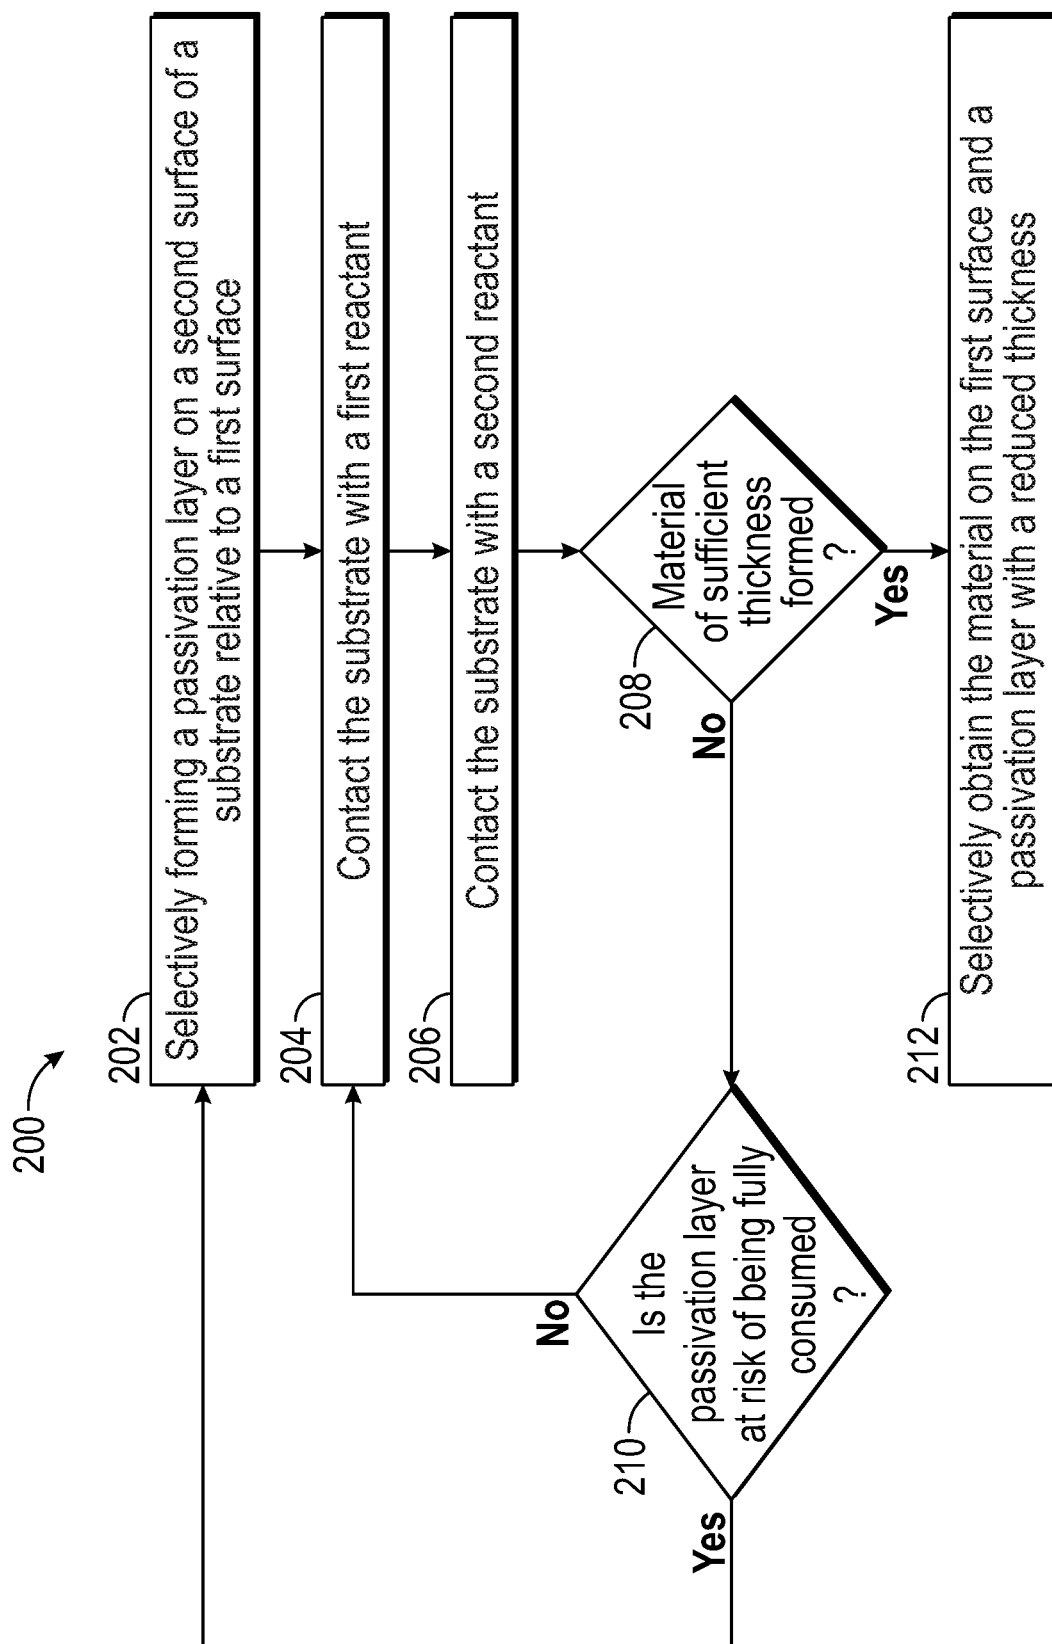 200
202
Selectively forming a passivation layer on a second surface of a
substrate relative to a first surface
204
Contact the substrate with a first reactant
206
Contact the substrate with a second reactant
208
Material
of sufficient
thickness
formed
?
No
Yes
210
Is the
passivation layer
at risk of being fully
consumed
?
No
Yes
212
Selectively obtain the material on the first surface and a
passivation layer with a reduced thickness